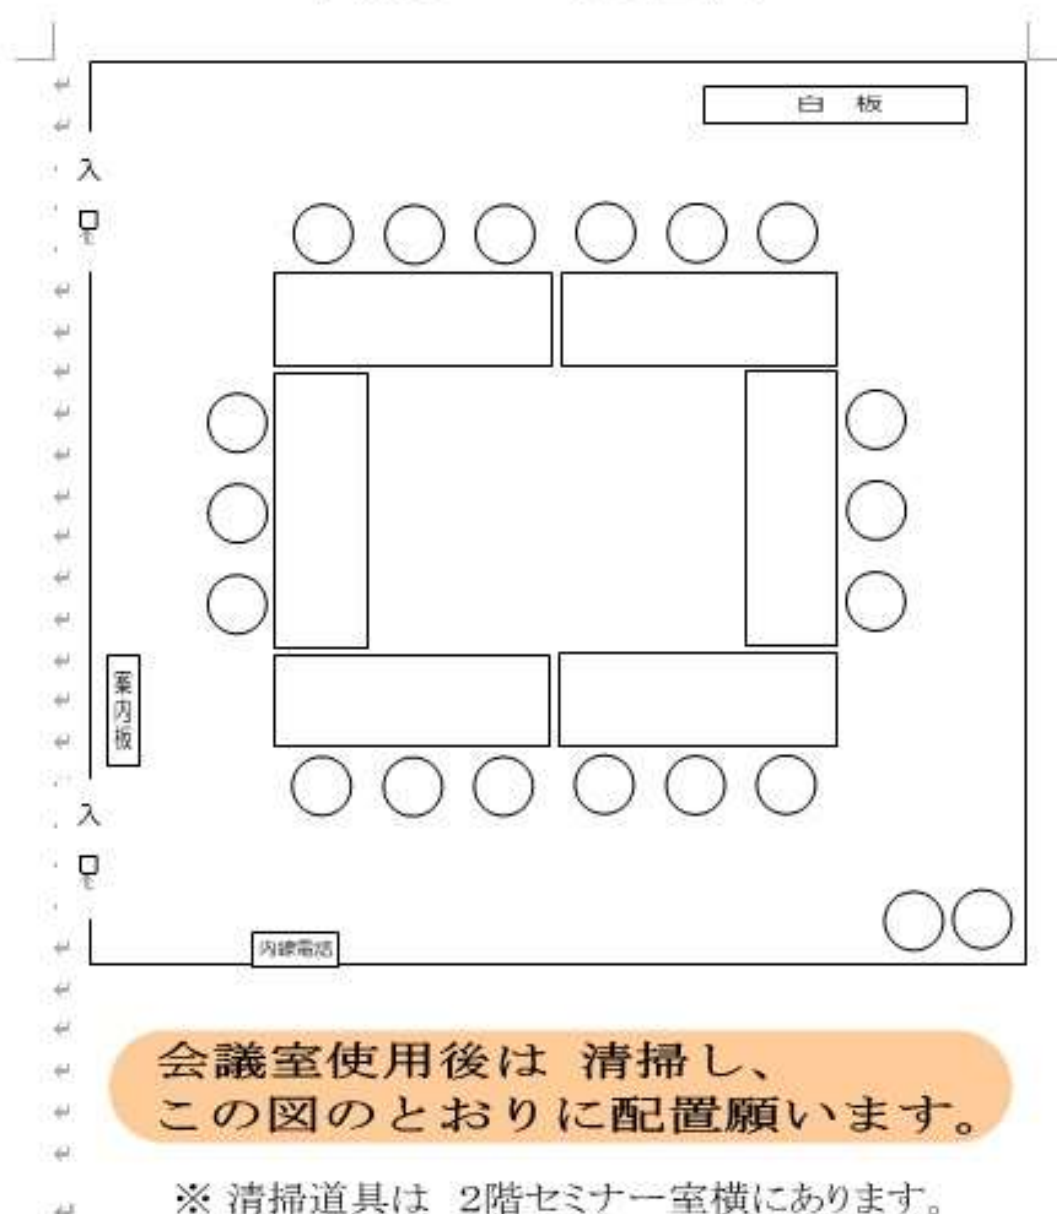 白 板
入口
案内板
入口
内線電話
会議室使用後は 清掃し、
この図のとおりに配置願います。
※ 清掃道具は 2階セミナー室横にあります。